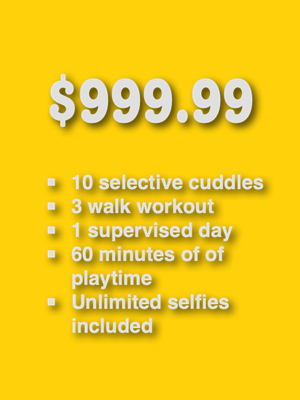 $999.99
▪ 10 selective cuddles
▪ 3 walk workout
▪ 1 supervised day
▪ 60 minutes of of
playtime
▪ Unlimited selfies
included